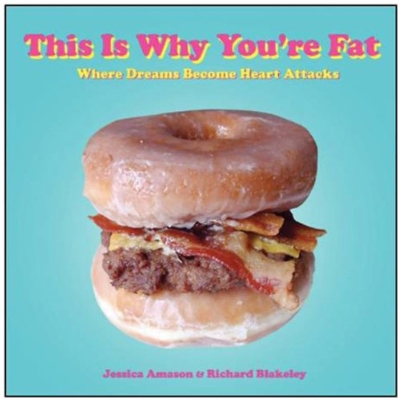 This Is Why You're Fat
Where Dreams Become Heart Attacks
Jessica Amason & Richard Blakeley